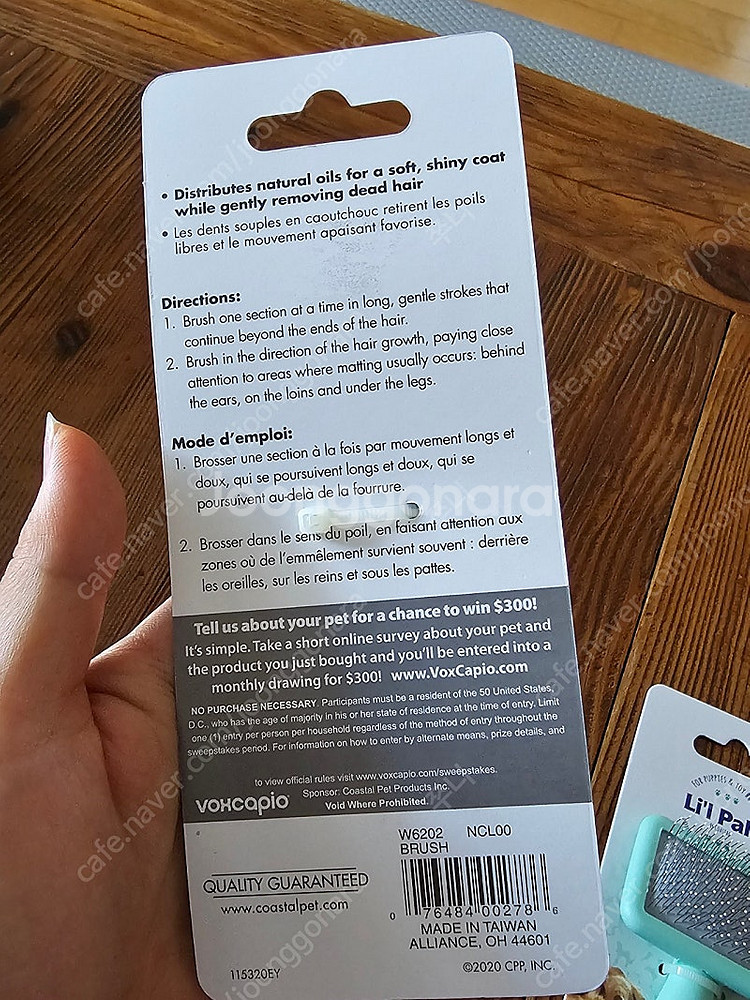 • Distributes natural oils for a soft, shiny coat
while gently removing dead hair
• Les dents souples en caoutchouc retirent les poils
libres et le mouvement apaisant favorise.
Directions:
1. Brush one section at a time in long, gentle strokes that
continue beyond the ends of the hair.
2. Brush in the direction of the hair growth, paying close
attention to areas where matting usually occurs: behind
the ears, on the loins and under the legs.
Mode d'emploi:
1. Brosser une section à la fois par mouvement longs et
doux, qui se poursuivent longs et doux, qui se
poursuivent au-delà de la fourrure.
2. Brosser dans le sens du poil, en faisant attention aux
zones où de l'emmêlement survient souvent : derrière
les oreilles, sur les reins et sous les pattes.
Tell us about your pet for a chance to win $300!
It's simple. Take a short online survey about your pet and
the product you just bought and you'll be entered into a
monthly drawing for $300! www.VoxCapio.com
NO PURCHASE NECESSARY. Participants must be a resident of the 50 United States,
D.C., who has the age of majority in his or her state of residence at the time of entry. Limit
one (1) entry per person per household regardless of the method of entry throughout the
sweepstakes period. For information on how to enter by alternate means, prize details, and
to view official rules visit www.voxcapio.com/sweepstakes.
Sponsor: Coastal Pet Products Inc.
Void Where Prohibited.
voxcapio
W6202 NCL00
BRUSH
QUALITY GUARANTEED
www.coastalpet.com
0 76484 00278 6
MADE IN TAIWAN
ALLIANCE, OH 44601
115320EY
©2020 CPP, INC.
FOR PUPPIES & TOY
Li'l Pal
Joonggonara
cafe.naver.com/joonggonara